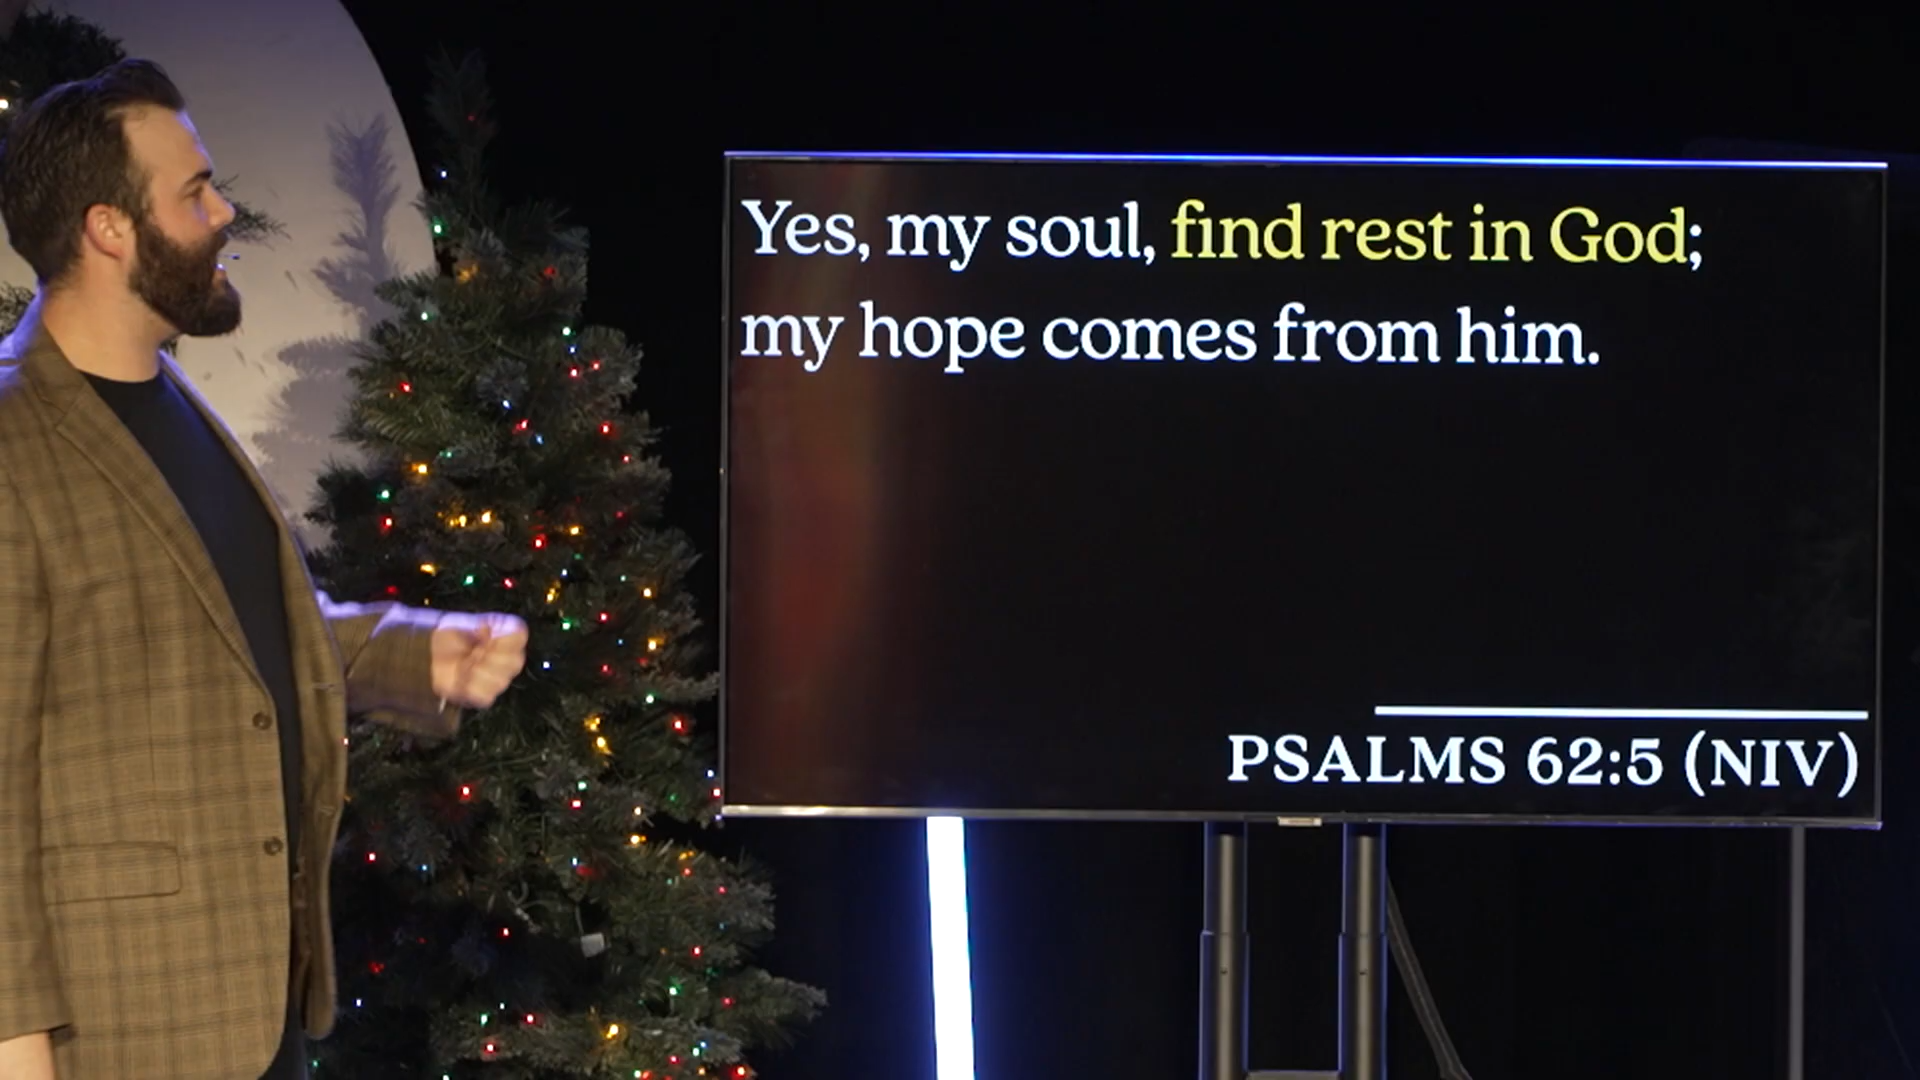 Yes, my soul, find rest in God;
my hope comes from him.
PSALMS 62:5 (NIV)